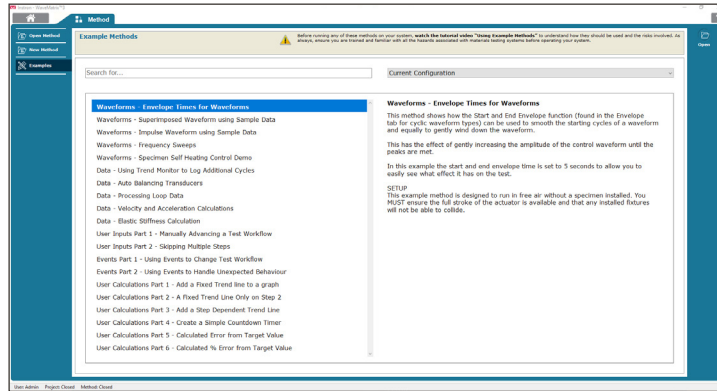 Method
Open Method
New Method
Examples
Example Methods
Before running any of these methods on your system, watch the tutorial video "Using Example Methods" to understand how they should be used and the risks involved. As
always, ensure you are trained and familiar with all the hazards associated with materials testing systems before operating your system.
Open
Search for...
Current Configuration
Waveforms - Envelope Times for Waveforms
Waveforms - Superimposed Waveform using Sample Data
Waveforms - Impulse Waveform using Sample Data
Waveforms - Frequency Sweeps
Waveforms - Specimen Self Heating Control Demo
Data - Using Trend Monitor to Log Additional Cycles
Data - Auto Balancing Transducers
Data - Processing Loop Data
Data - Velocity and Acceleration Calculations
Data - Elastic Stiffness Calculation
User Inputs Part 1 - Manually Advancing a Test Workflow
User Inputs Part 2 - Skipping Multiple Steps
Events Part 1 - Using Events to Change Test Workflow
Events Part 2 - Using Events to Handle Unexpected Behaviour
User Calculations Part 1 - Add a Fixed Trend line to a graph
User Calculations Part 2 - A Fixed Trend Line Only on Step 2
User Calculations Part 3 - Add a Step Dependent Trend Line
User Calculations Part 4 - Create a Simple Countdown Timer
User Calculations Part 5 - Calculated Error from Target Value
User Calculations Part 6 - Calculated % Error from Target Value
Waveforms - Envelope Times for Waveforms
This method shows how the Start and End Envelope function (found in the Envelope
tab for cyclic waveform types) can be used to smooth the starting cycles of a waveform
and equally to gently wind down the waveform.
This has the effect of gently increasing the amplitude of the control waveform until the
peaks are met.
In this example the start and end envelope time is set to 5 seconds to allow you to
easily see what effect it has on the test.
SETUP
This example method is designed to run in free air without a specimen installed. You
MUST ensure the full stroke of the actuator is available and that any installed fixtures
will not be able to collide.
User: Admin Project: Closed Method: Closed